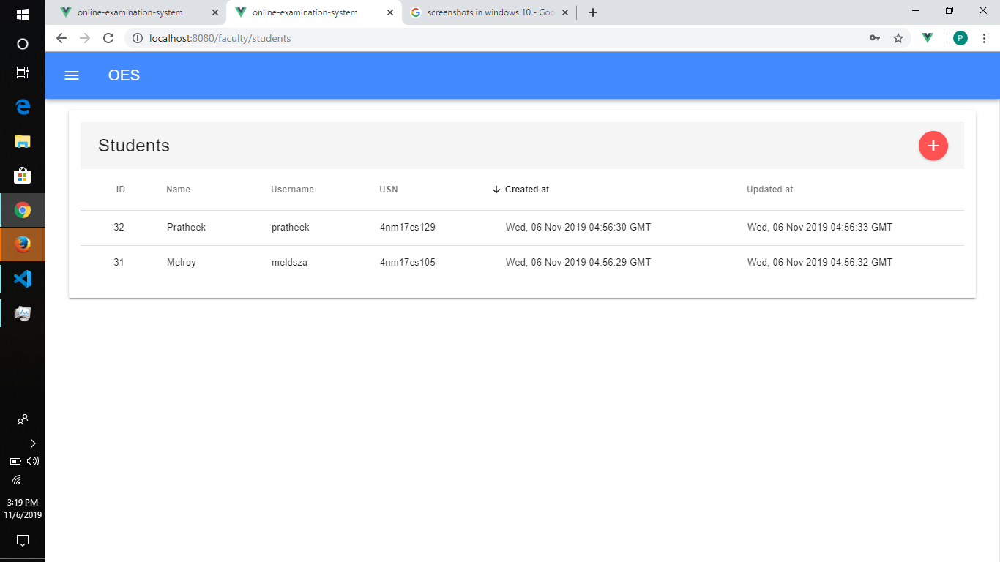 online-examination-system
online-examination-system
screenshots in windows 10 - Goo
localhost:8080/faculty/students
P
OES
Students
ID Name Username USN Created at Updated at
32 Pratheek pratheek 4nm17cs129 Wed, 06 Nov 2019 04:56:30 GMT Wed, 06 Nov 2019 04:56:33 GMT
31 Melroy meldsza 4nm17cs105 Wed, 06 Nov 2019 04:56:29 GMT Wed, 06 Nov 2019 04:56:32 GMT
3:19 PM
11/6/2019